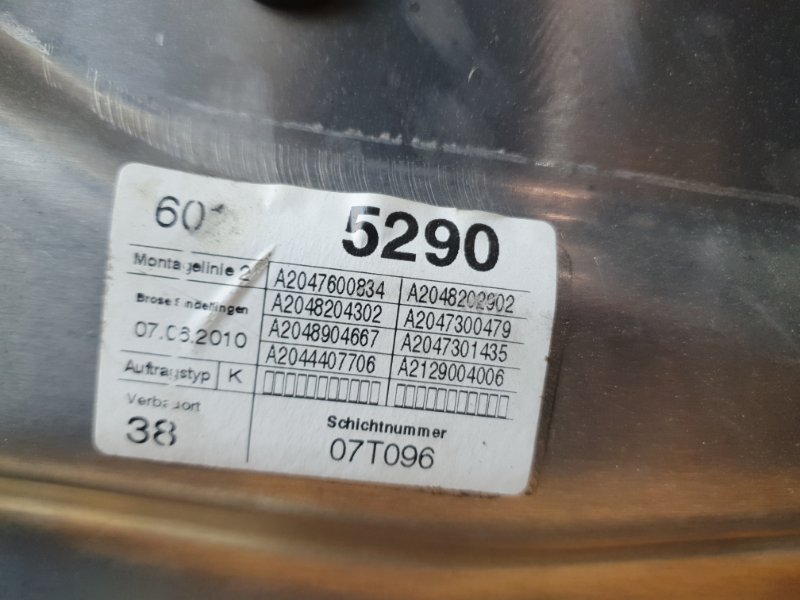 5290
Montagelinie 2
A2047600834 A2048202902
Brose Sindelfingen
A2048204302 A2047300479
07.06.2010
A2048904667 A2047301435
A2044407706 A2129004006
Auftragstyp K
Verbauort
38
Schichtnummer
07T096